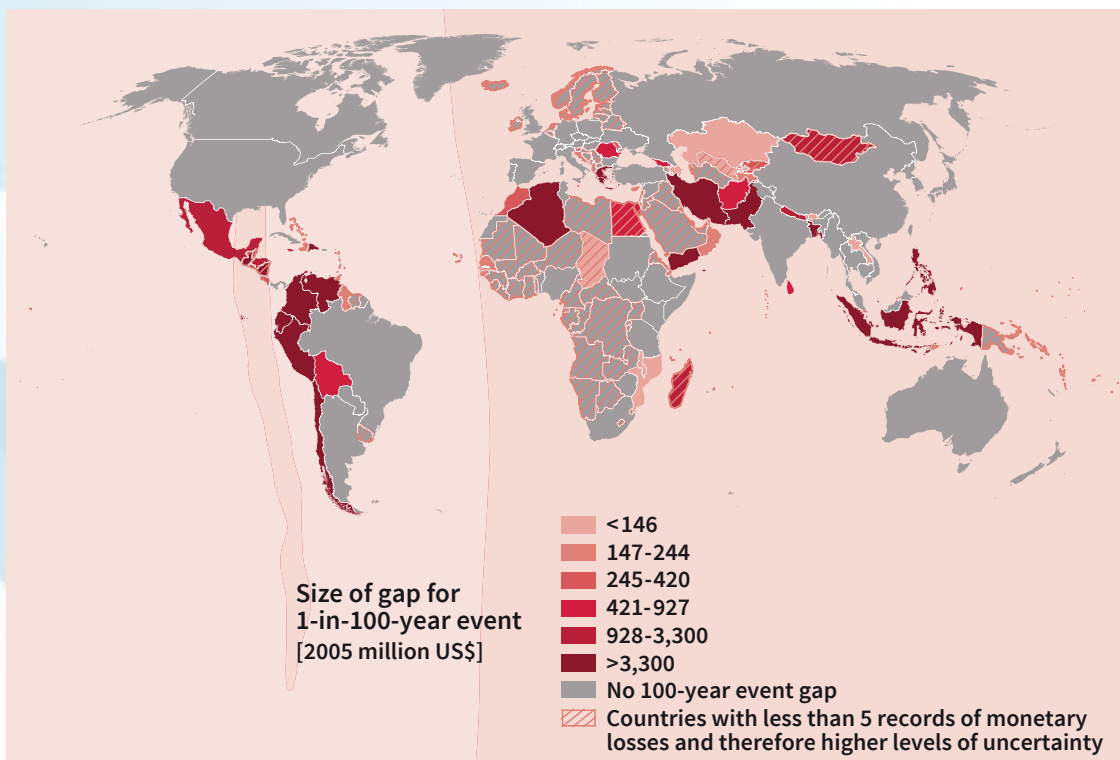 Size of gap for
1-in-100-year event
[2005 million US$]
<146
147-244
245-420
421-927
928-3,300
>3,300
No 100-year event gap
Countries with less than 5 records of monetary
losses and therefore higher levels of uncertainty